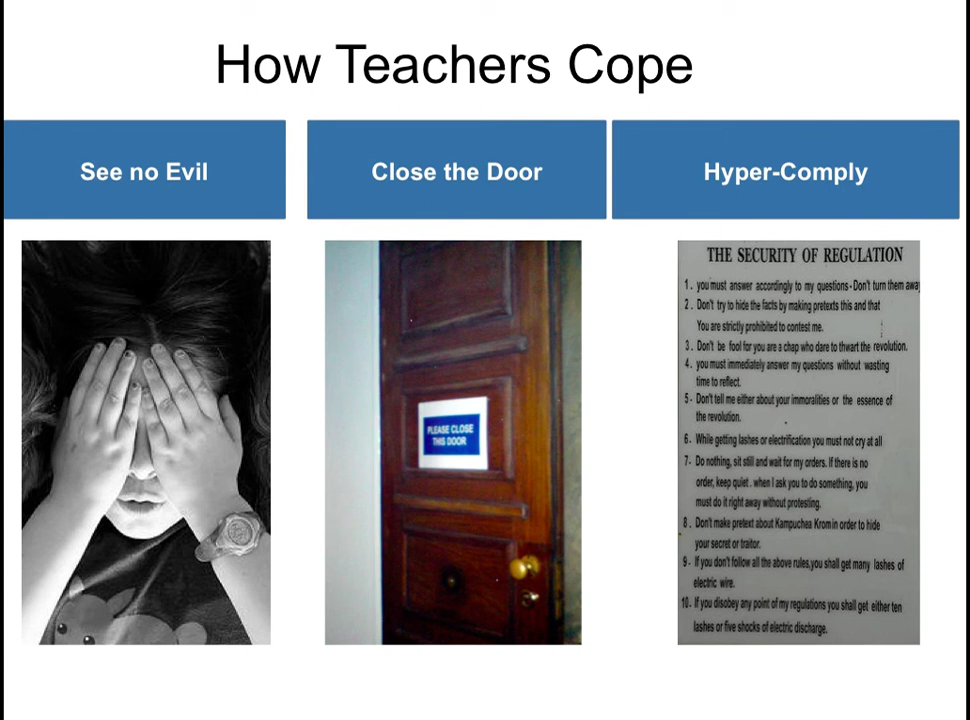 How Teachers Cope
See no Evil
Close the Door
Hyper-Comply
PLEASE CLOSE
THIS DOOR
THE SECURITY OF REGULATION
1. you must answer accordingly to my questions - Don't turn them away
2. Don't try to hide the facts by making pretexts this and that
You are strictly prohibited to contest me.
3. Don't be fool for you are a chap who dare to thwart the revolution.
4. you must immediately answer my questions without wasting
time to reflect.
5- Don't tell me either about your immoralities or the essence of
the revolution.
6- While getting lashes or electrification you must not cry at all
7- Do nothing, sit still and wait for my orders. If there is no
order, keep quiet. when I ask you to do something, you
must do it right away without protesting.
8. Don't make pretext about Kampuchea Krom in order to hide
your secret or traitor.
9- If you don't follow all the above rules, you shall get many lashes of
electric wire.
10. If you disobey any point of my regulations you shall get either ten
lashes or five shocks of electric discharge.